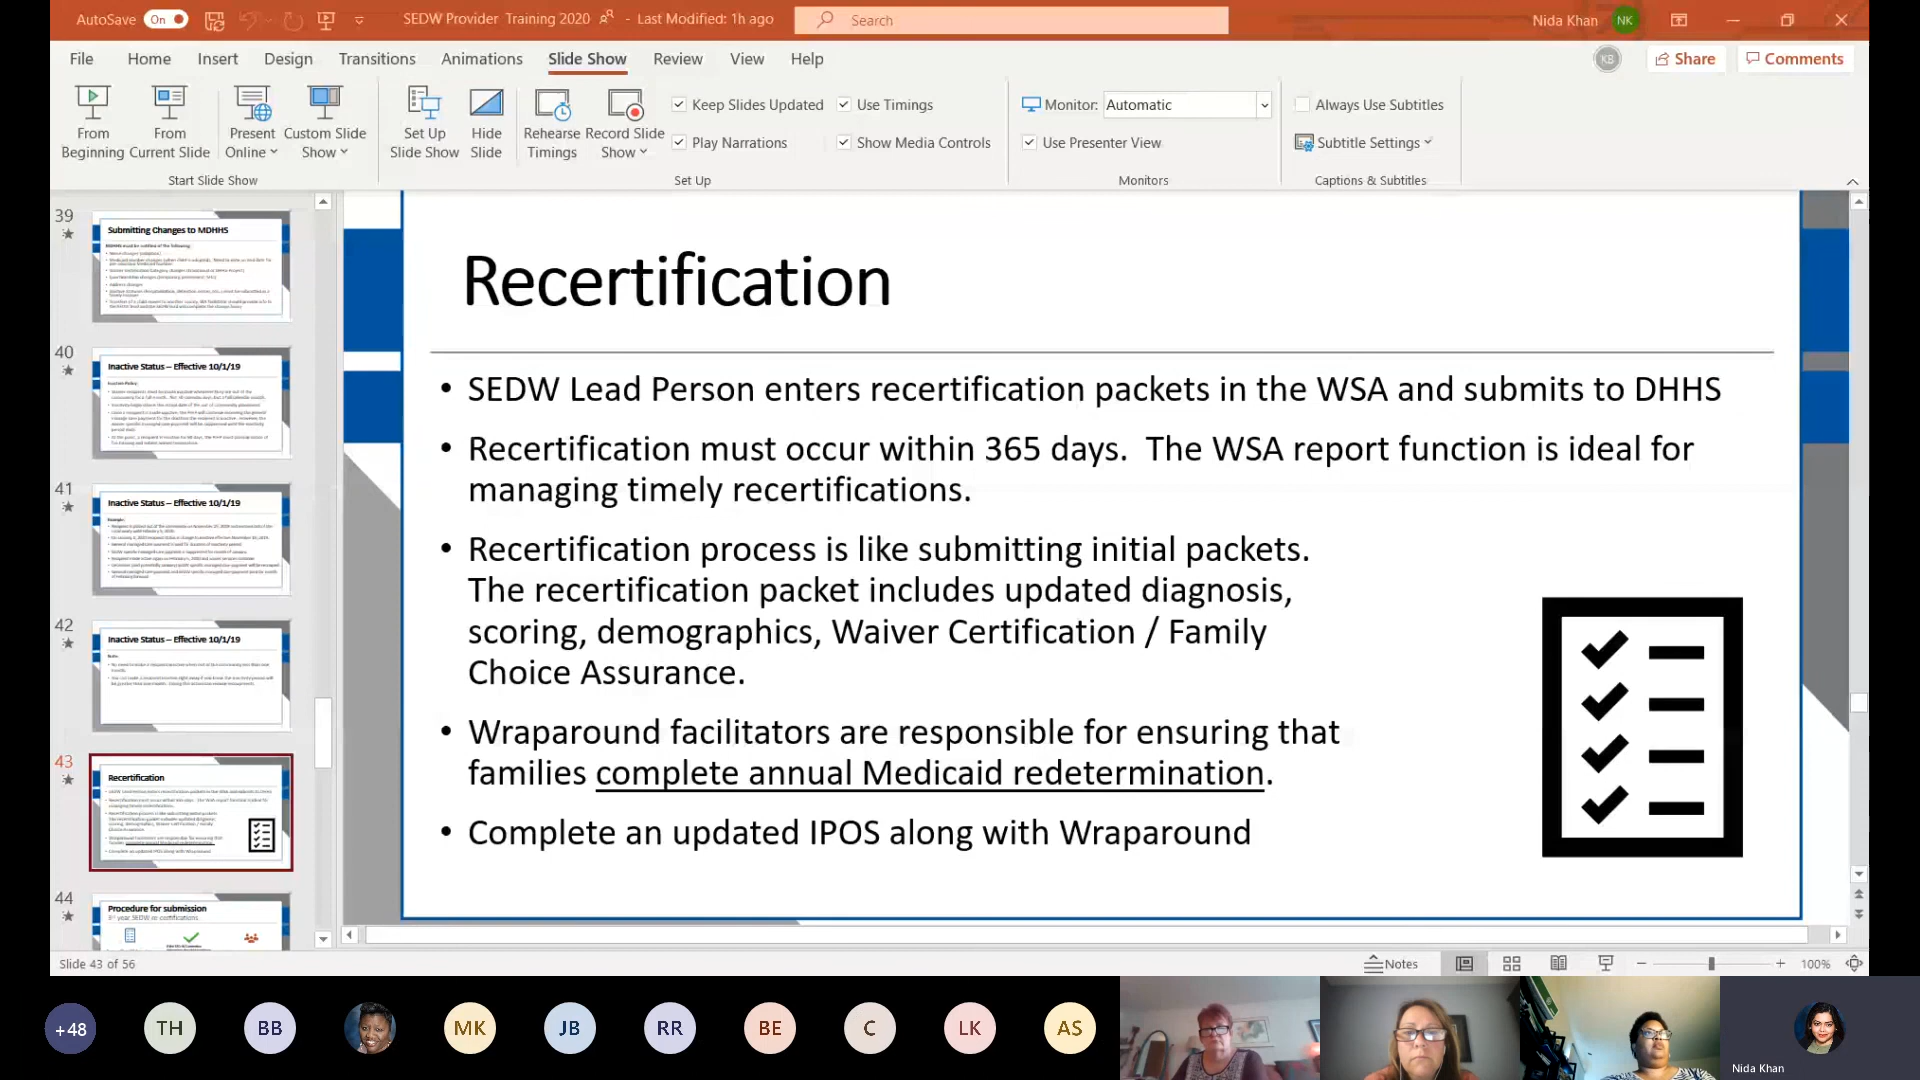 AutoSave On SEDW Provider Training 2020 - Last Modified: 1h ago Search Nida Khan NK
File Home Insert Design Transitions Animations Slide Show Review View Help KB Share Comments
From Beginning
From Current Slide
Present Online
Custom Slide Show
Set Up Slide Show
Hide Slide
Rehearse Timings
Record Slide Show
Keep Slides Updated
Play Narrations
Use Timings
Show Media Controls
Monitor: Automatic
Use Presenter View
Always Use Subtitles
Subtitle Settings
Start Slide Show Set Up Monitors Captions & Subtitles
39
Submitting Changes to MDHHS
40
Inactive Status – Effective 10/1/19
41
Inactive Status – Effective 10/1/19
42
Inactive Status – Effective 10/1/19
43
Recertification
44
Procedure for submission
Recertification
• SEDW Lead Person enters recertification packets in the WSA and submits to DHHS
• Recertification must occur within 365 days. The WSA report function is ideal for
managing timely recertifications.
• Recertification process is like submitting initial packets.
The recertification packet includes updated diagnosis,
scoring, demographics, Waiver Certification / Family
Choice Assurance.
• Wraparound facilitators are responsible for ensuring that
families complete annual Medicaid redetermination.
• Complete an updated IPOS along with Wraparound
Slide 43 of 56 Notes 100%
+48 TH BB MK JB RR BE C LK AS
Nida Khan